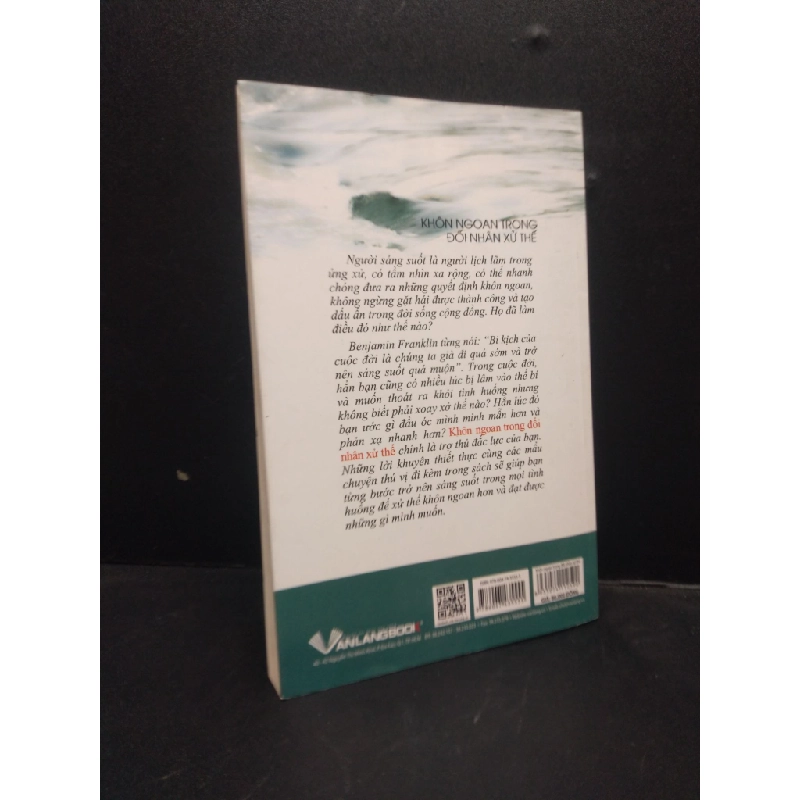 KHÔN NGOAN TRONG
ĐỐI NHÂN XỬ THẾ
Người sáng suốt là người lịch lãm trong
ứng xử, có tầm nhìn xa rộng, có thể nhanh
chóng đưa ra những quyết định khôn ngoan,
không ngừng gặt hái được thành công và tạo
dấu ấn trong đời sống cộng đồng. Họ đã làm
điều đó như thế nào?
Benjamin Franklin từng nói: "Bi kịch của
cuộc đời là chúng ta già đi quá sớm và trở
nên sáng suốt quá muộn". Trong cuộc đời,
hẳn bạn cũng có nhiều lúc bị lâm vào thế bí
và muốn thoát ra khỏi tình huống nhưng
không biết phải xoay xở thế nào? Hẳn lúc đó
bạn ước gì đầu óc mình minh mẫn hơn và
phản xạ nhanh hơn? Khôn ngoan trong đối
nhân xử thế chính là trợ thủ đắc lực của bạn.
Những lời khuyên thiết thực cùng các mẩu
chuyện thú vị đi kèm trong sách sẽ giúp bạn
từng bước trở nên sáng suốt trong mọi tình
huống để xử thế khôn ngoan hơn và đạt được
những gì mình muốn.
VANLANGBOOK